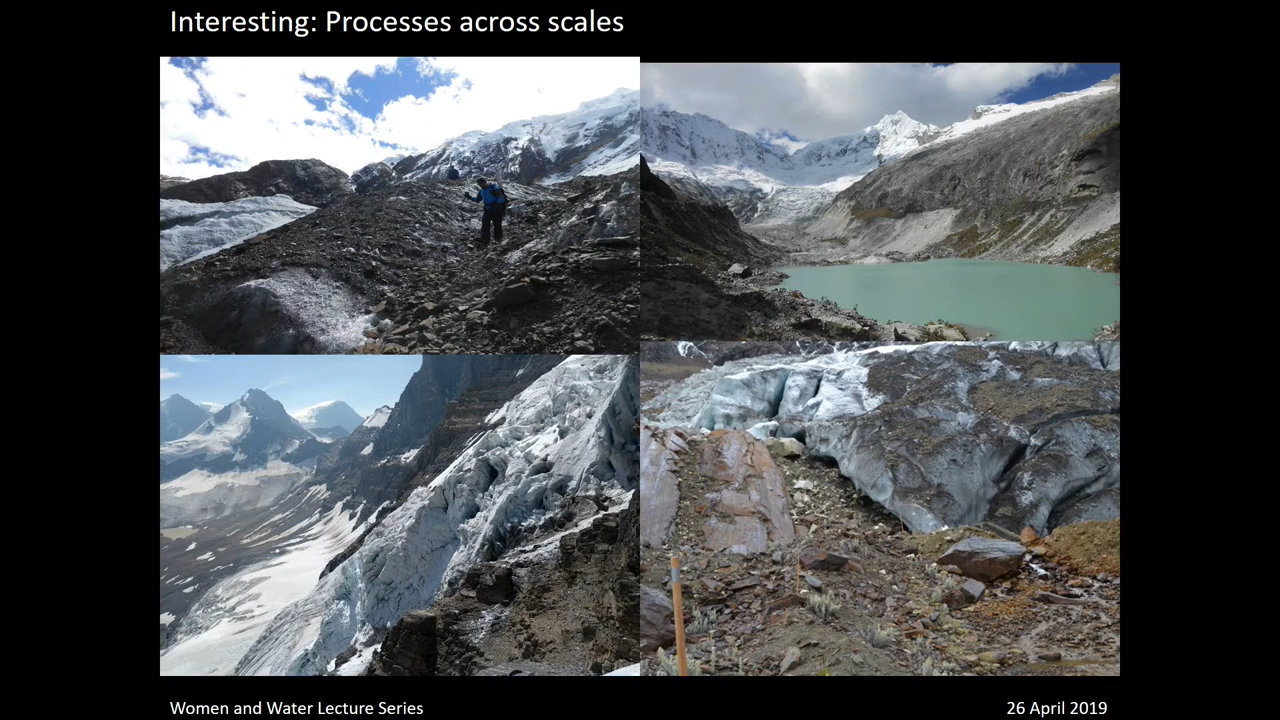 Interesting: Processes across scales
Women and Water Lecture Series
26 April 2019